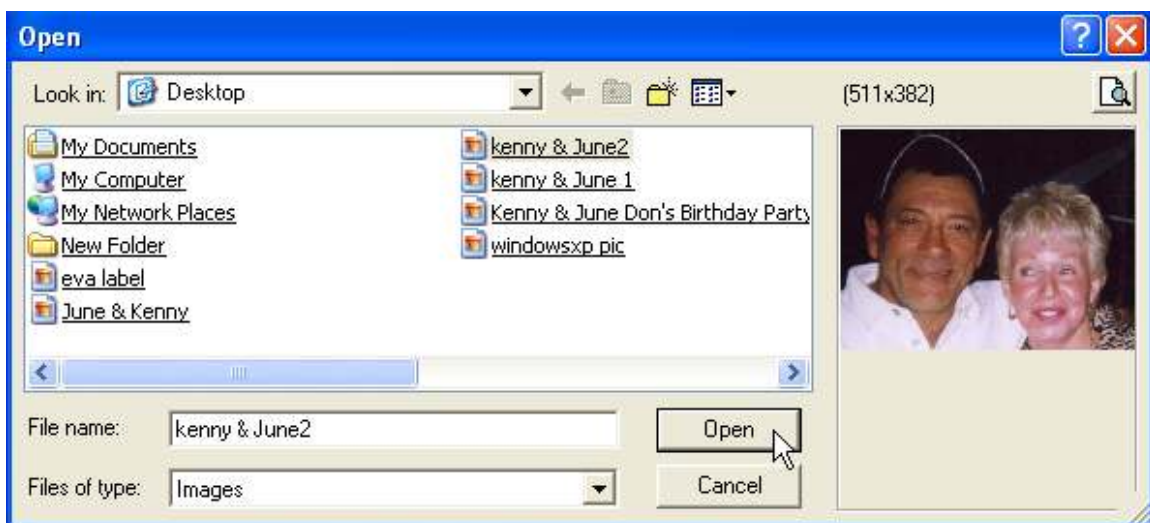 Open
Look in: Desktop (511x382)
My Documents
My Computer
My Network Places
New Folder
eva label
June & Kenny
kenny & June2
kenny & June 1
Kenny & June Don's Birthday Party
windowsxp pic
File name: kenny & June2 Open
Files of type: Images Cancel